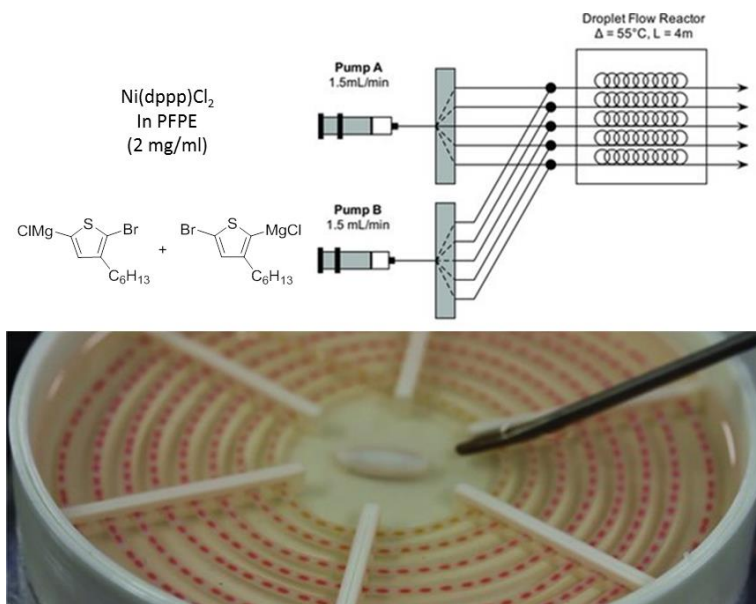 Droplet Flow Reactor
Δ = 55°C, L = 4m
Pump A
1.5mL/min
Ni(dppp)Cl₂
In PFPE
(2 mg/ml)
Pump B
1.5 mL/min
ClMg S Br
+
Br S MgCl
C₆H₁₃
C₆H₁₃